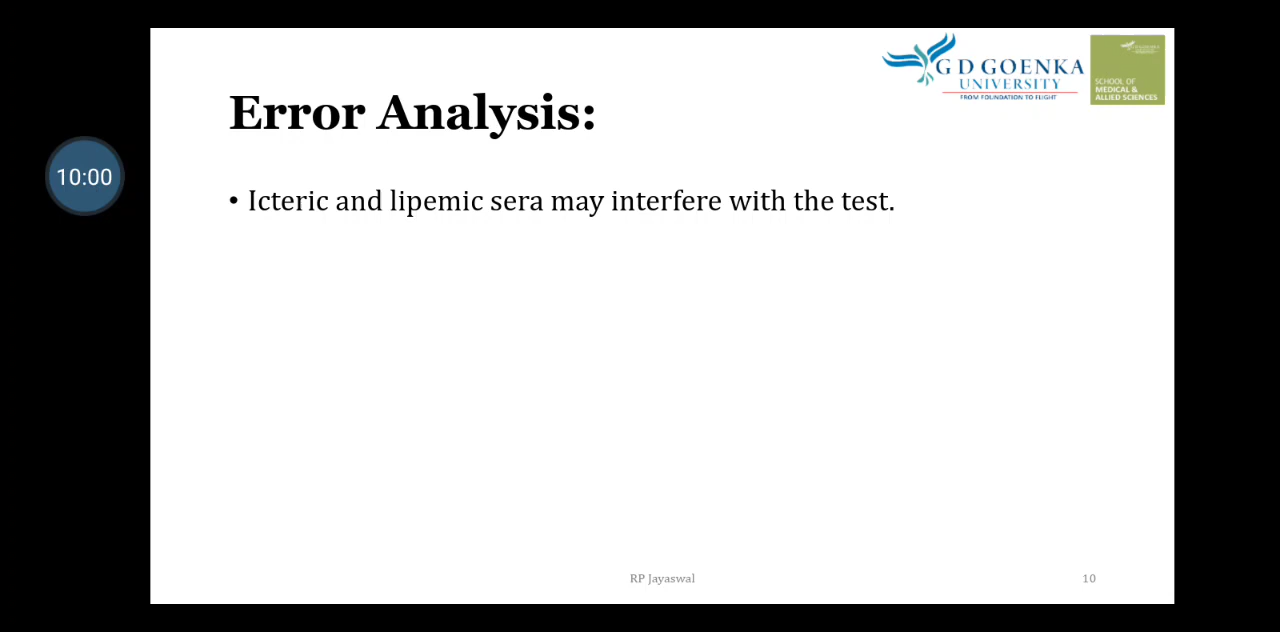 G D GOENKA
UNIVERSITY
FROM FOUNDATION TO FLIGHT
SCHOOL OF
MEDICAL &
ALLIED SCIENCES
Error Analysis:
10:00
• Icteric and lipemic sera may interfere with the test.
RP Jayaswal
10